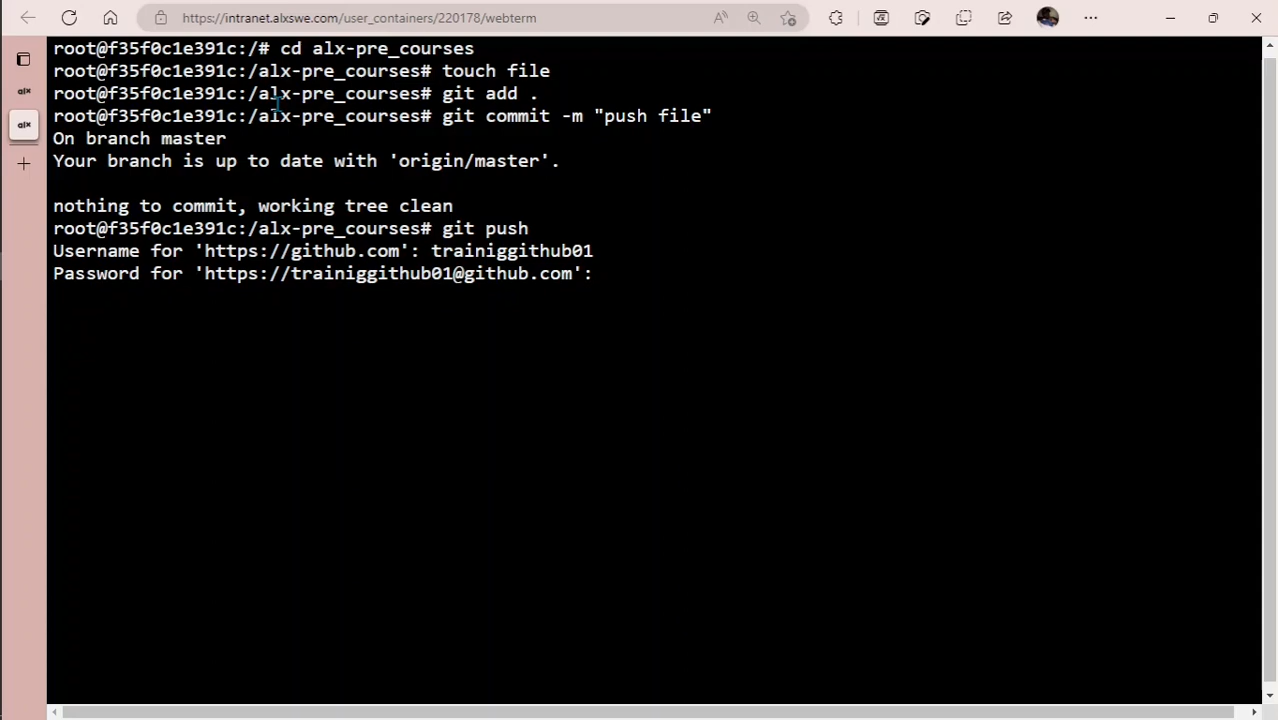 https://intranet.alxswe.com/user_containers/220178/webterm
alx
alx
root@f35f0c1e391c:/# cd alx-pre_courses
root@f35f0c1e391c:/alx-pre_courses# touch file
root@f35f0c1e391c:/alx-pre_courses# git add .
root@f35f0c1e391c:/alx-pre_courses# git commit -m "push file"
On branch master
Your branch is up to date with 'origin/master'.
nothing to commit, working tree clean
root@f35f0c1e391c:/alx-pre_courses# git push
Username for 'https://github.com': trainiggithub01
Password for 'https://trainiggithub01@github.com':